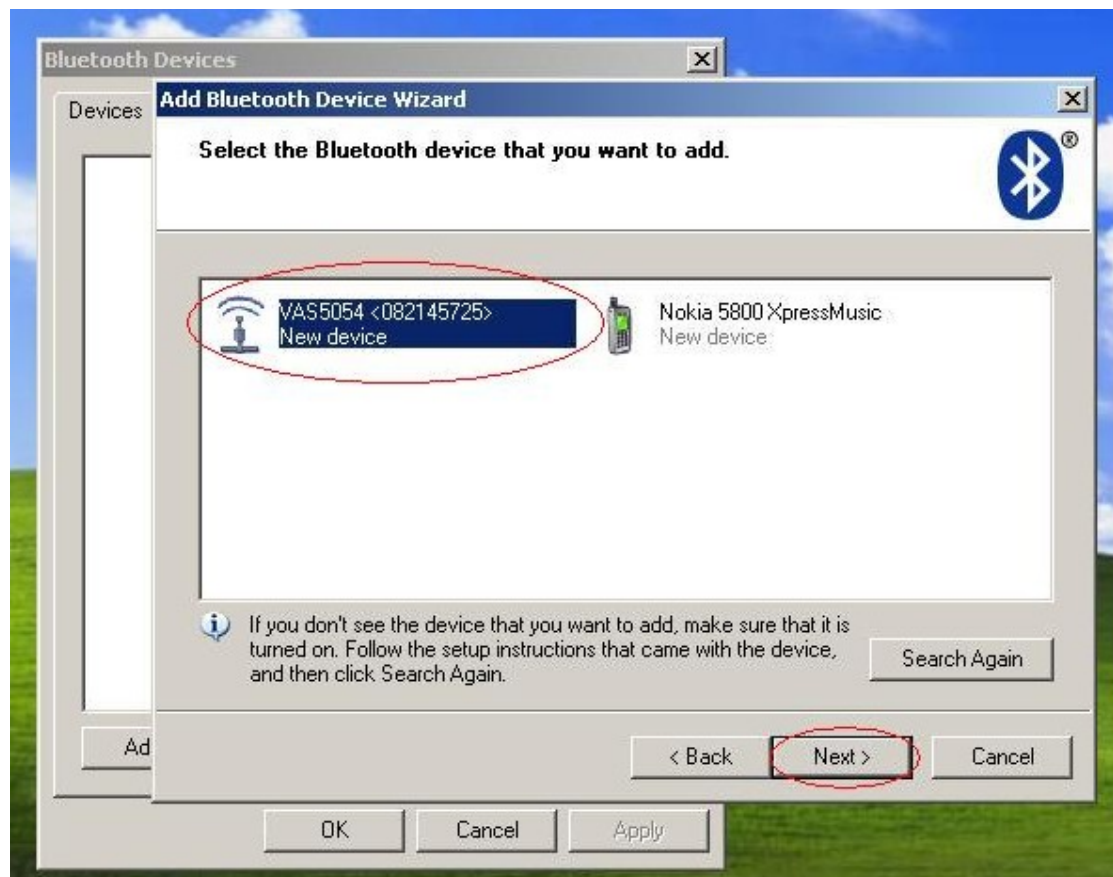 Bluetooth Devices
Devices
Add Bluetooth Device Wizard
Select the Bluetooth device that you want to add.
®
VAS5054 <082145725>
New device
Nokia 5800 XpressMusic
New device
If you don't see the device that you want to add, make sure that it is
turned on. Follow the setup instructions that came with the device,
and then click Search Again.
Search Again
Ad
< Back
Next >
Cancel
OK
Cancel
Apply